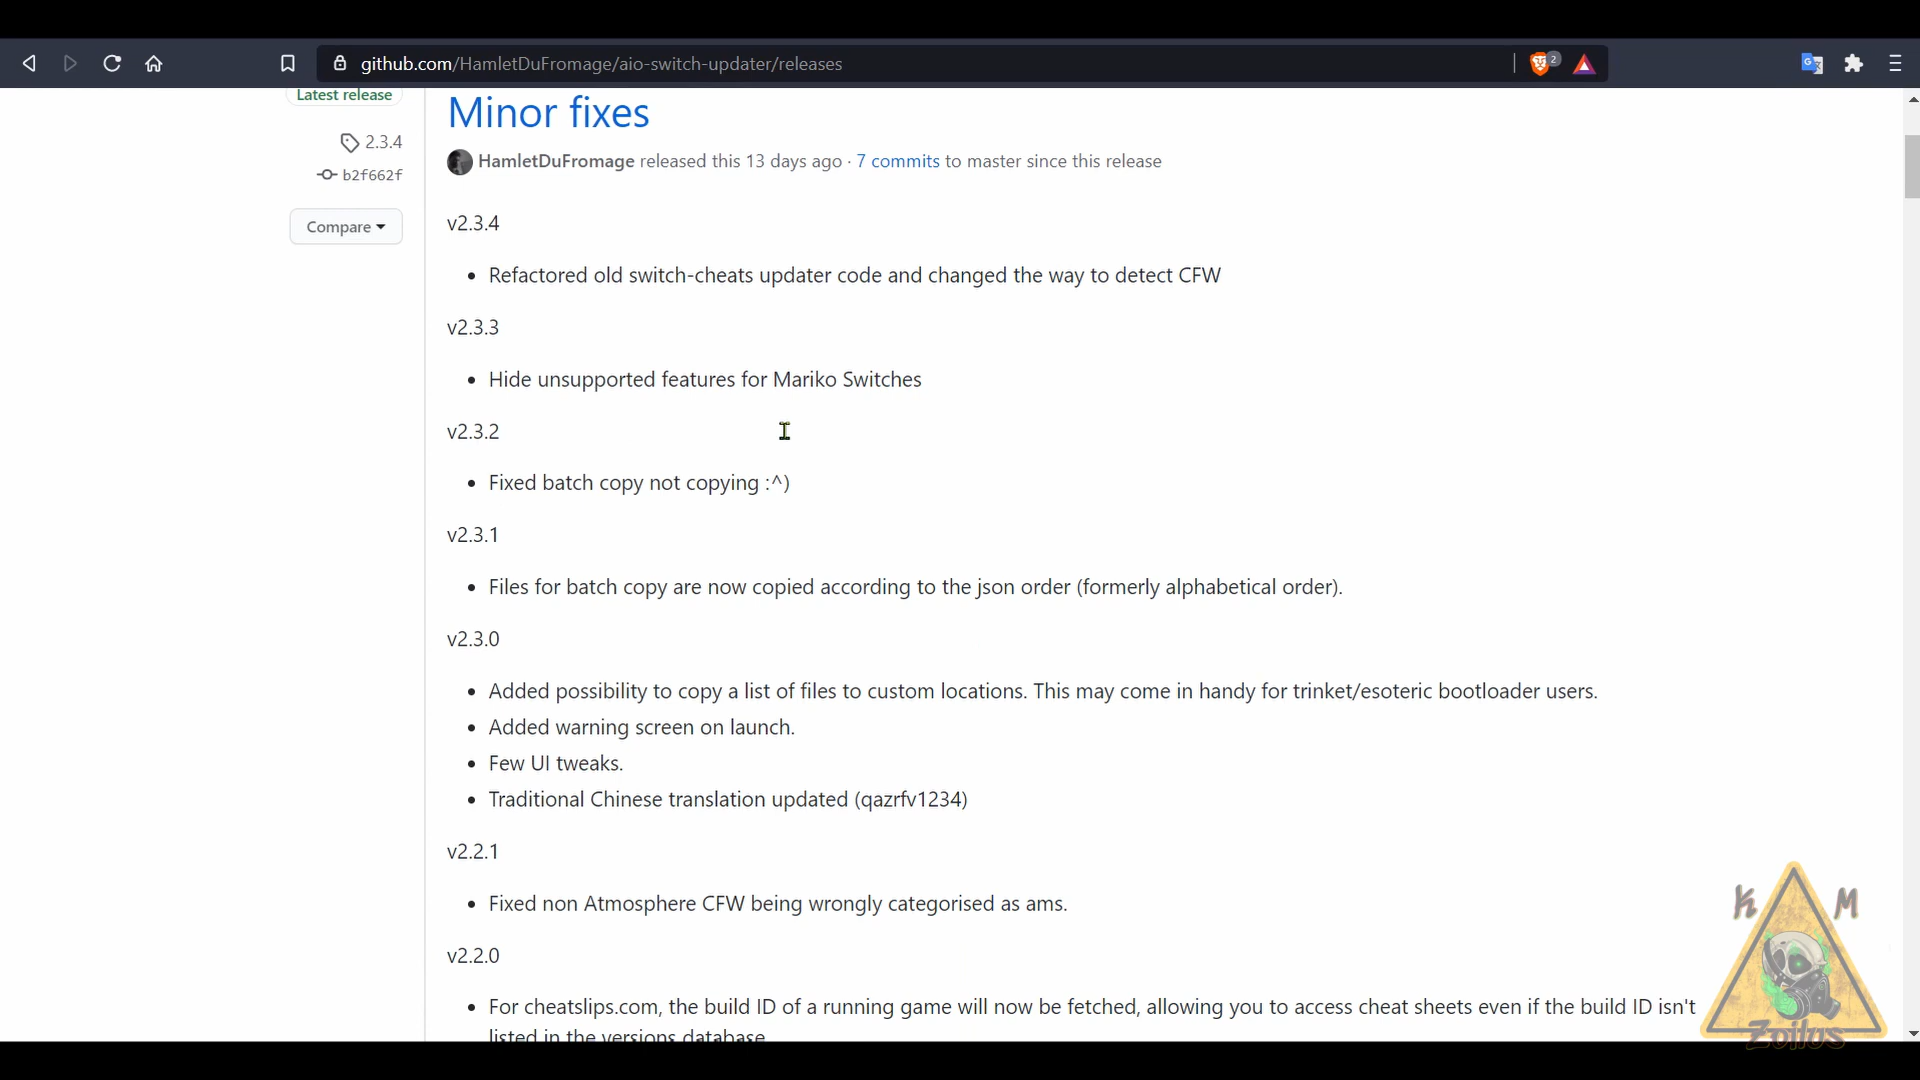 github.com/HamletDuFromage/aio-switch-updater/releases
2
Latest release
Minor fixes
2.3.4
HamletDuFromage released this 13 days ago · 7 commits to master since this release
b2f662f
Compare
v2.3.4
Refactored old switch-cheats updater code and changed the way to detect CFW
v2.3.3
Hide unsupported features for Mariko Switches
v2.3.2
Fixed batch copy not copying :^)
v2.3.1
Files for batch copy are now copied according to the json order (formerly alphabetical order).
v2.3.0
Added possibility to copy a list of files to custom locations. This may come in handy for trinket/esoteric bootloader users.
Added warning screen on launch.
Few UI tweaks.
Traditional Chinese translation updated (qazrfv1234)
v2.2.1
Fixed non Atmosphere CFW being wrongly categorised as ams.
v2.2.0
For cheatslips.com, the build ID of a running game will now be fetched, allowing you to access cheat sheets even if the build ID isn't
listed in the versions database.
K M
Zoilus